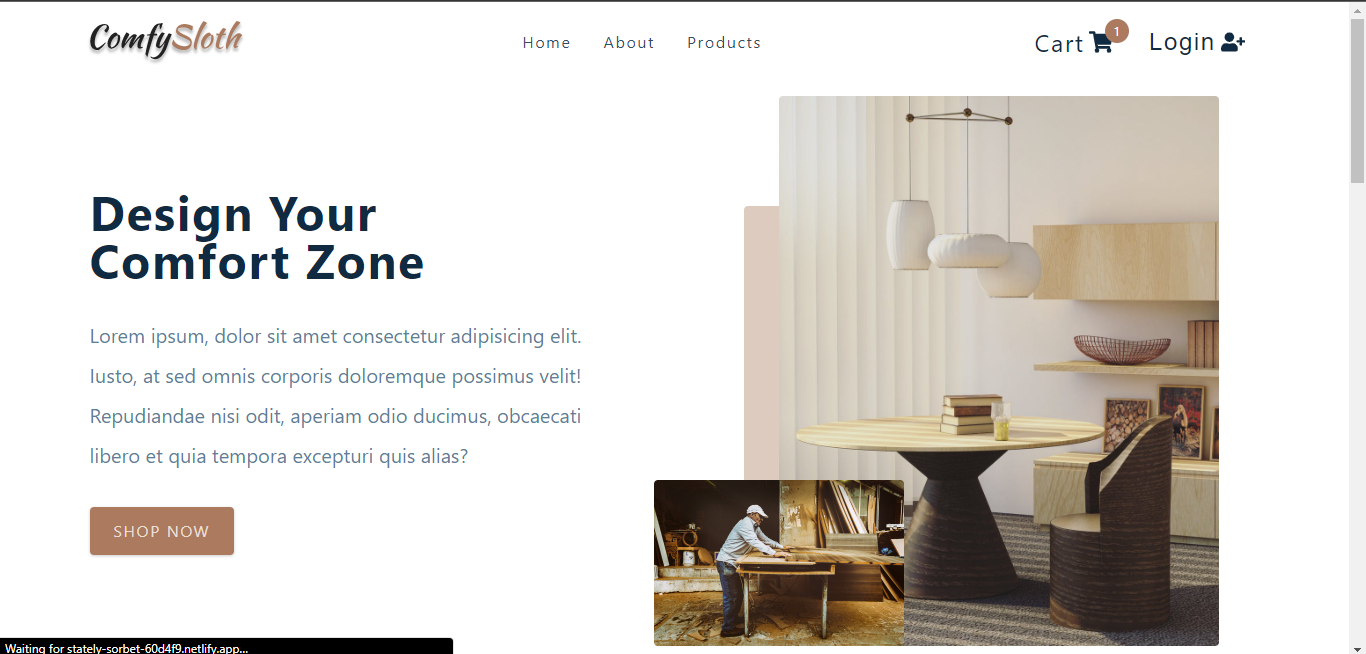 ComfySloth
Home About Products
Cart 1 Login
Design Your
Comfort Zone
Lorem ipsum, dolor sit amet consectetur adipisicing elit.
Iusto, at sed omnis corporis doloremque possimus velit!
Repudiandae nisi odit, aperiam odio ducimus, obcaecati
libero et quia tempora excepturi quis alias?
SHOP NOW
Waiting for stately-sorbet-60d4f9.netlify.app...